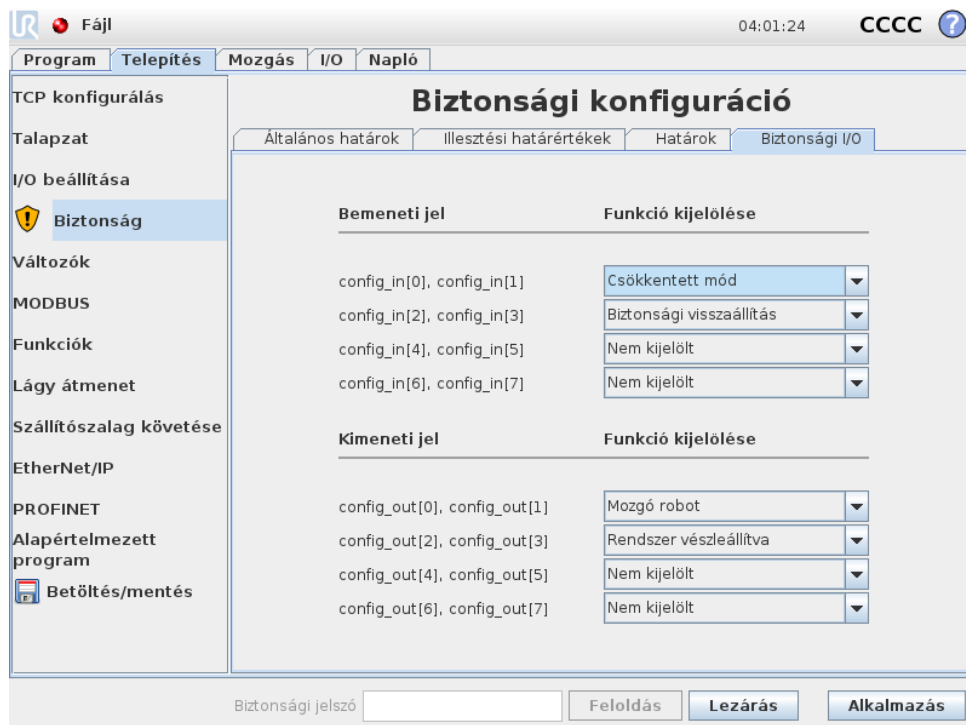 UR Fájl 04:01:24 CCCC ?
Program Telepítés Mozgás I/O Napló
TCP konfigurálás
Talapzat
I/O beállítása
Biztonság
Változók
MODBUS
Funkciók
Lágy átmenet
Szállítószalag követése
EtherNet/IP
PROFINET
Alapértelmezett
program
Betöltés/mentés
Biztonsági konfiguráció
Általános határok Illesztési határértékek Határok Biztonsági I/O
Bemeneti jel Funkció kijelölése
config_in[0], config_in[1] Csökkentett mód
config_in[2], config_in[3] Biztonsági visszaállítás
config_in[4], config_in[5] Nem kijelölt
config_in[6], config_in[7] Nem kijelölt
Kimeneti jel Funkció kijelölése
config_out[0], config_out[1] Mozgó robot
config_out[2], config_out[3] Rendszer vészleállítva
config_out[4], config_out[5] Nem kijelölt
config_out[6], config_out[7] Nem kijelölt
Biztonsági jelszó Feloldás Lezárás Alkalmazás